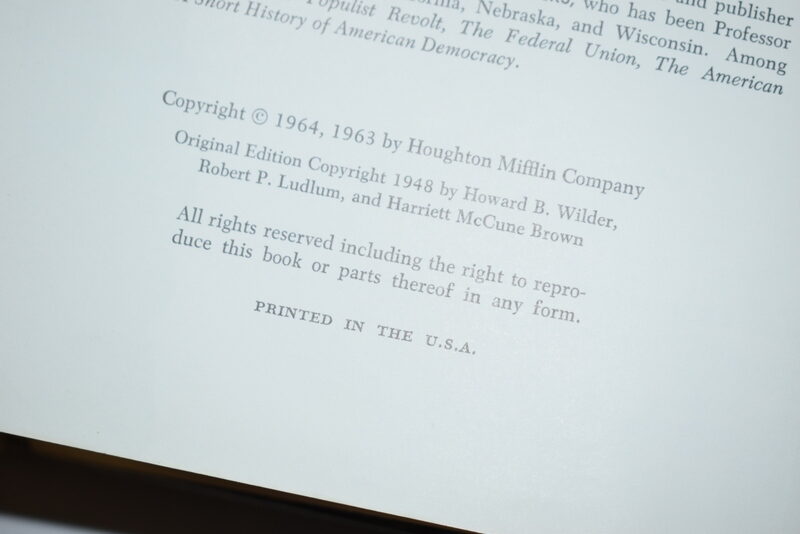 and publisher
who has been Professor
Nebraska, and Wisconsin. Among
Populist Revolt, The Federal Union, The American
Short History of American Democracy.
Copyright © 1964, 1963 by Houghton Mifflin Company
Original Edition Copyright 1948 by Howard B. Wilder,
Robert P. Ludlum, and Harriett McCune Brown
All rights reserved including the right to repro-
duce this book or parts thereof in any form.
PRINTED IN THE U.S.A.